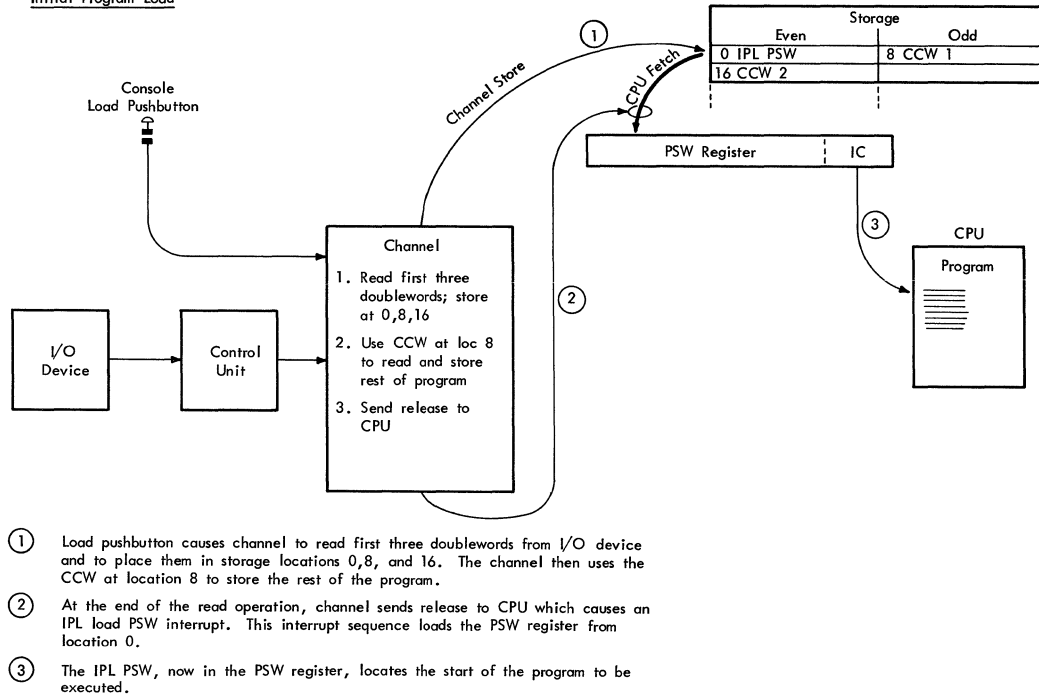 Initial Program Load
Storage
Even Odd
0 IPL PSW 8 CCW 1
16 CCW 2
1
Channel Store
CPU Fetch
Console
Load Pushbutton
PSW Register IC
3
CPU
Program
2
Channel
1. Read first three
doublewords; store
at 0,8,16
2. Use CCW at loc 8
to read and store
rest of program
3. Send release to
CPU
I/O
Device
Control
Unit
1 Load pushbutton causes channel to read first three doublewords from I/O device
and to place them in storage locations 0,8, and 16. The channel then uses the
CCW at location 8 to store the rest of the program.
2 At the end of the read operation, channel sends release to CPU which causes an
IPL load PSW interrupt. This interrupt sequence loads the PSW register from
location 0.
3 The IPL PSW, now in the PSW register, locates the start of the program to be
executed.